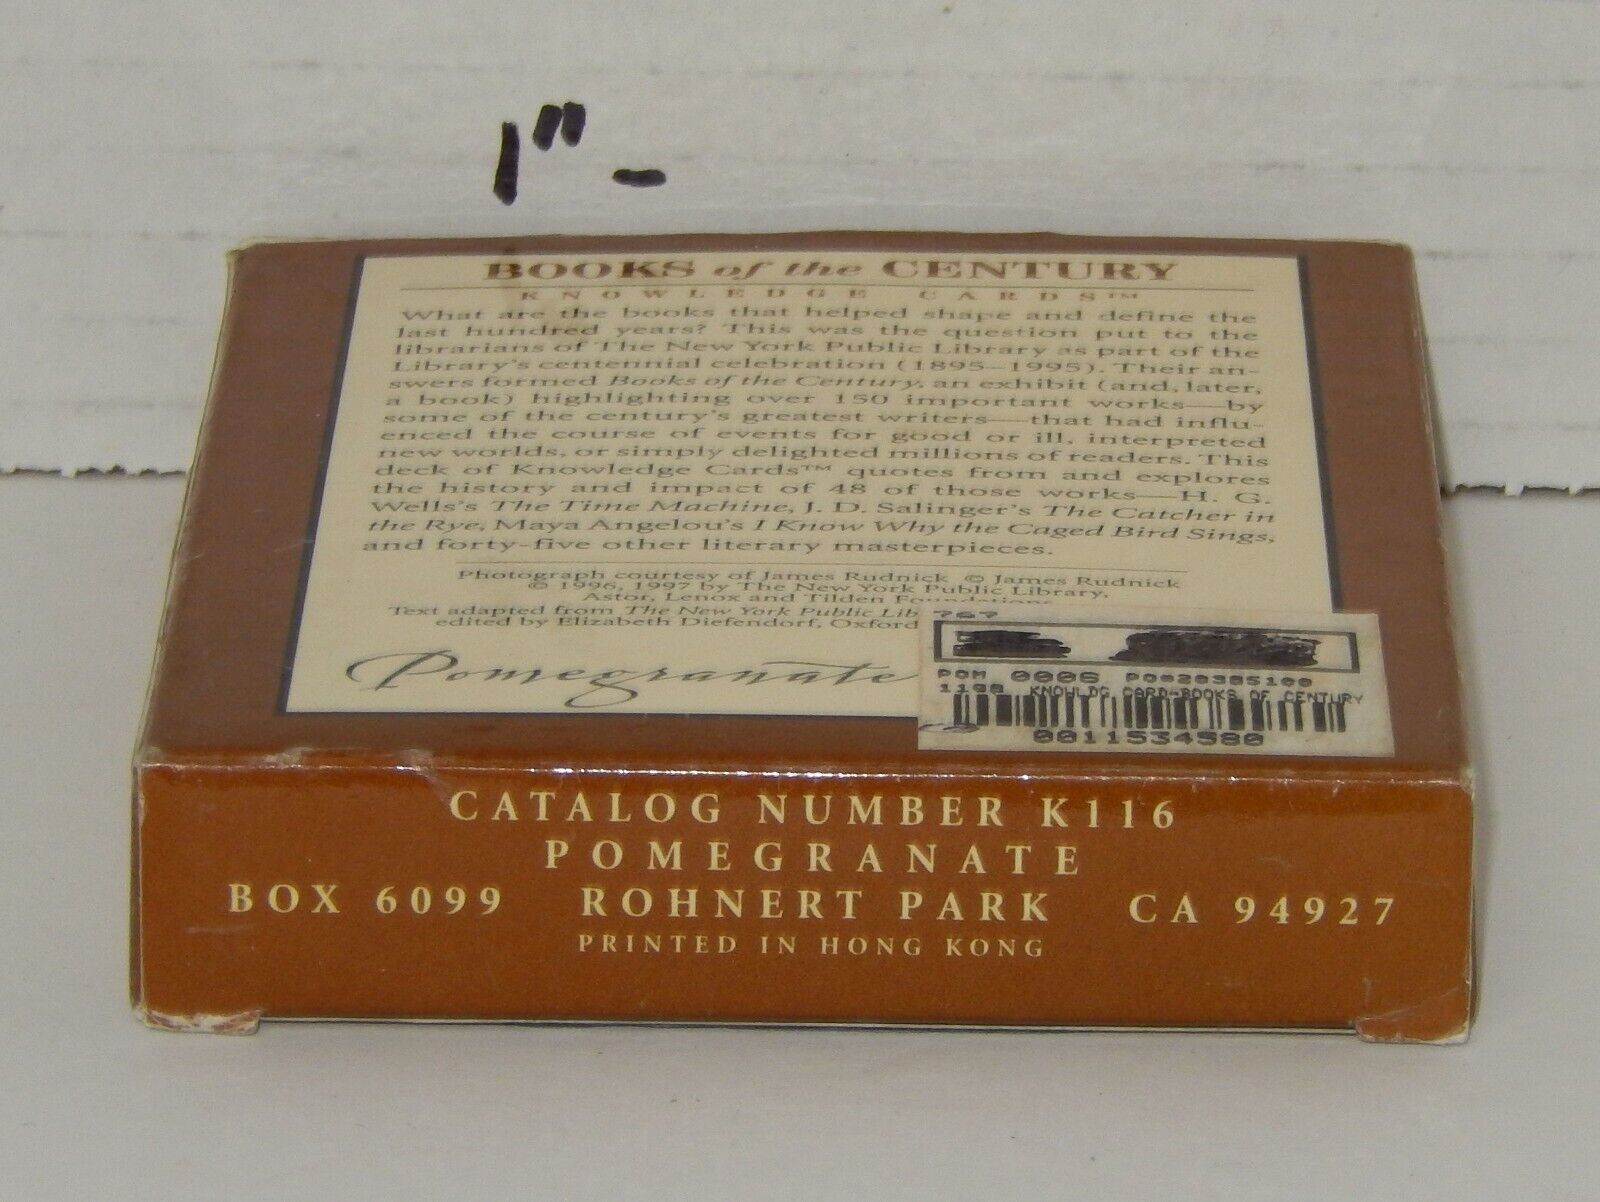 1" -
BOOKS of the CENTURY
KNOWLEDGE CARDS™
What are the books that helped shape and define the
last hundred years? This was the question put to the
librarians of The New York Public Library as part of the
Library's centennial celebration (1895–1995). Their an-
swers formed Books of the Century, an exhibit (and, later,
a book) highlighting over 150 important works—by
some of the century's greatest writers—that had influ-
enced the course of events for good or ill, interpreted
new worlds, or simply delighted millions of readers. This
deck of Knowledge Cards™ quotes from and explores
the history and impact of 48 of those works—H. G.
Wells's The Time Machine, J. D. Salinger's The Catcher in
the Rye, Maya Angelou's I Know Why the Caged Bird Sings,
and forty-five other literary masterpieces.
Photograph courtesy of James Rudnick © James Rudnick
© 1996, 1997 by The New York Public Library,
Astor, Lenox and Tilden Foundations
Text adapted from The New York Public Lib
edited by Elizabeth Diefendorf, Oxford
Pomegranate
767
POM 0006 PO#20385100
1198 KNOWLDG CARD-BOOKS OF CENTURY
0011534580
CATALOG NUMBER K116
POMEGRANATE
BOX 6099 ROHNERT PARK CA 94927
PRINTED IN HONG KONG